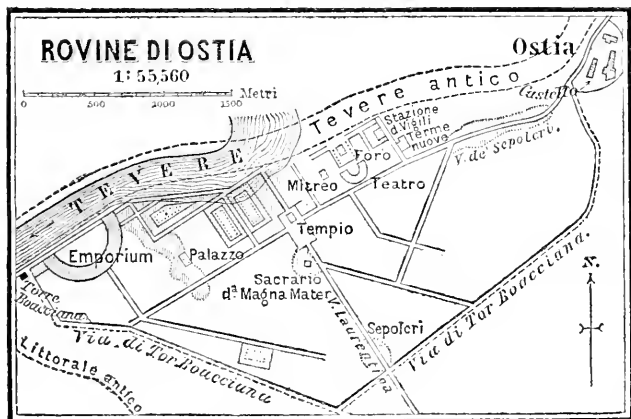 ROVINE DI OSTIA
1:55,560
0 500 1000 1500 Metri
Ostia
Castello
Tevere antico
Stazione
d. Vigili
Terme
nuove
V. de' Sepolcri.
Foro
TEVERE
Mitreo
Teatro
Tempio
Emporium
Palazzo
Sacrario
d.a Magna Mater
V. Laurentina
Sepolcri
Via di Tor Boacciana.
N.
Torre
Boacciana
Via di Tor Boacciana
Littorale antico